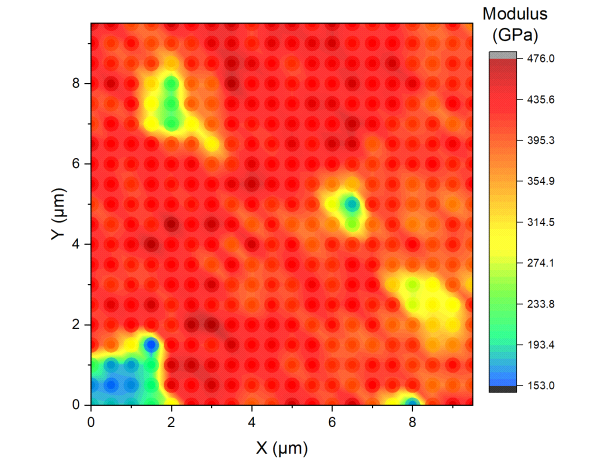 Modulus
(GPa)
476.0
435.6
395.3
354.9
314.5
274.1
233.8
193.4
153.0
8
6
4
2
0
Y (μm)
0 2 4 6 8
X (μm)